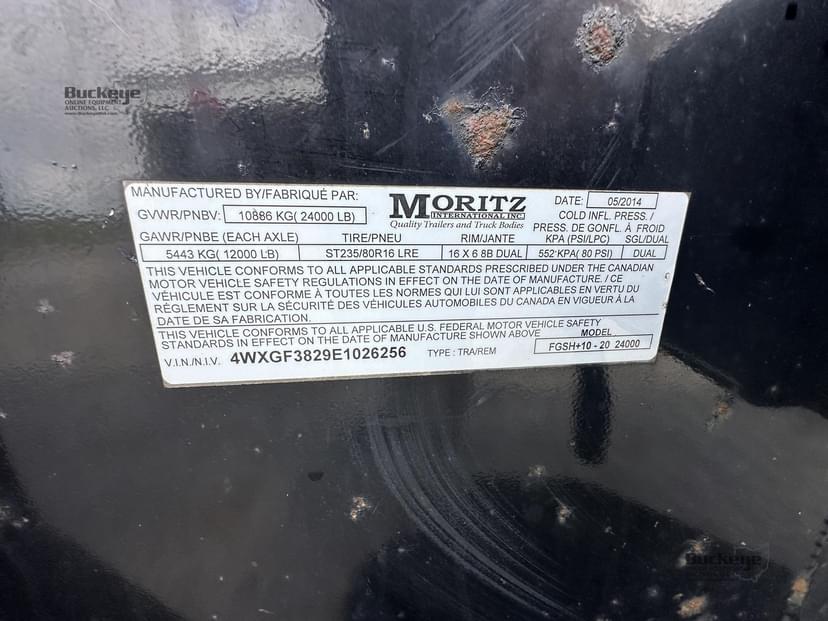 Buckeye
ONLINE EQUIPMENT
AUCTIONS, LLC
MANUFACTURED BY/FABRIQUÉ PAR:
MORITZ
INTERNATIONAL INC.
Quality Trailers and Truck Bodies
DATE: 05/2014
GVWR/PNBV: 10886 KG( 24000 LB)
COLD INFL. PRESS./
PRESS. DE GONFL. À FROID
GAWR/PNBE (EACH AXLE) TIRE/PNEU RIM/JANTE KPA (PSI/LPC) SGL/DUAL
5443 KG( 12000 LB) ST235/80R16 LRE 16 X 6 8B DUAL 552 KPA( 80 PSI) DUAL
THIS VEHICLE CONFORMS TO ALL APPLICABLE STANDARDS PRESCRIBED UNDER THE CANADIAN
MOTOR VEHICLE SAFETY REGULATIONS IN EFFECT ON THE DATE OF MANUFACTURE. / CE
VÉHICULE EST CONFORME À TOUTES LES NORMES QUI LUI SONT APPLICABLES EN VERTU DU
RÉGLEMENT SUR LA SÉCURITÉ DES VÉHICULES AUTOMOBILES DU CANADA EN VIGUEUR À LA
DATE DE SA FABRICATION.
THIS VEHICLE CONFORMS TO ALL APPLICABLE U.S. FEDERAL MOTOR VEHICLE SAFETY
STANDARDS IN EFFECT ON THE DATE OF MANUFACTURE SHOWN ABOVE
MODEL
V.I.N./N.I.V. 4WXGF3829E1026256 TYPE : TRA/REM FGSH+10 - 20 24000
Buckeye